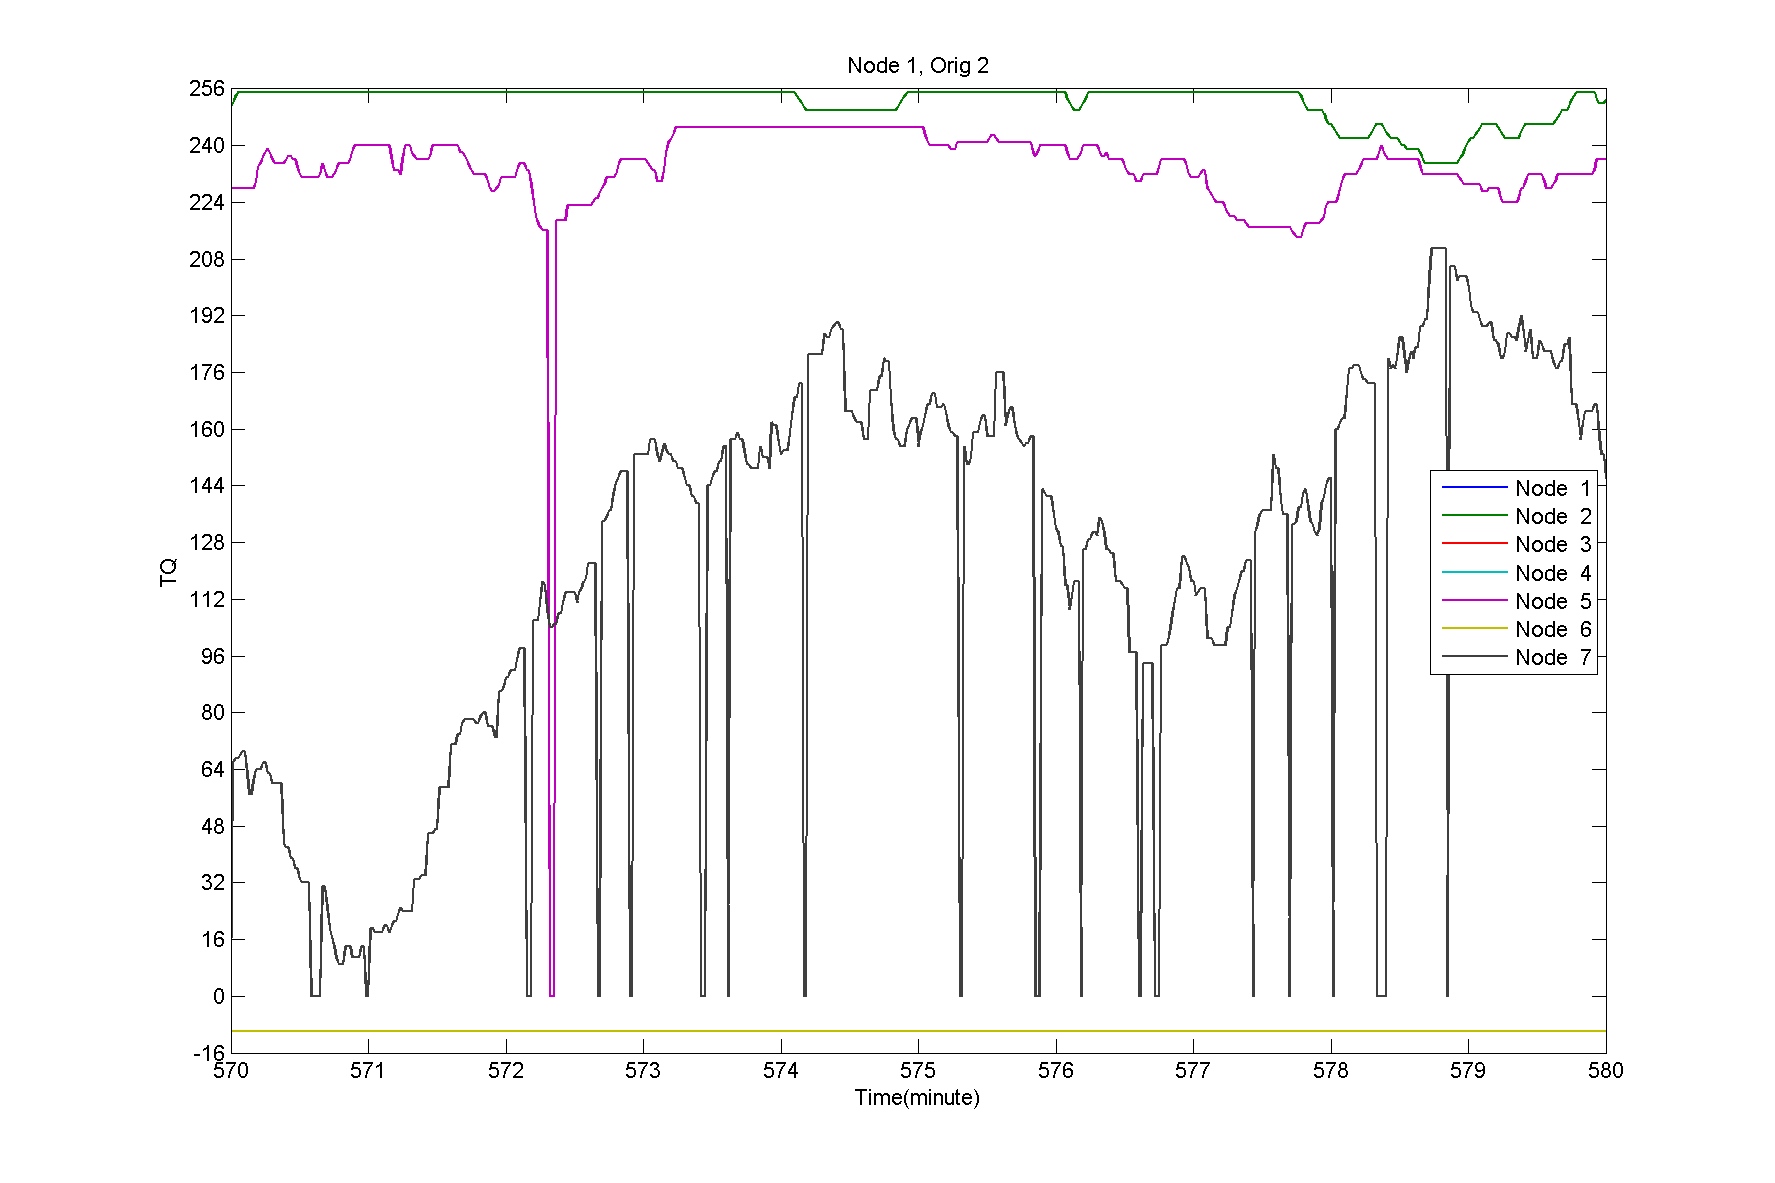 Node 1, Orig 2
256
240
224
208
192
176
160
144
128
112
96
80
64
48
32
16
0
-16
TQ
Node 1
Node 2
Node 3
Node 4
Node 5
Node 6
Node 7
570 571 572 573 574 575 576 577 578 579 580
Time(minute)